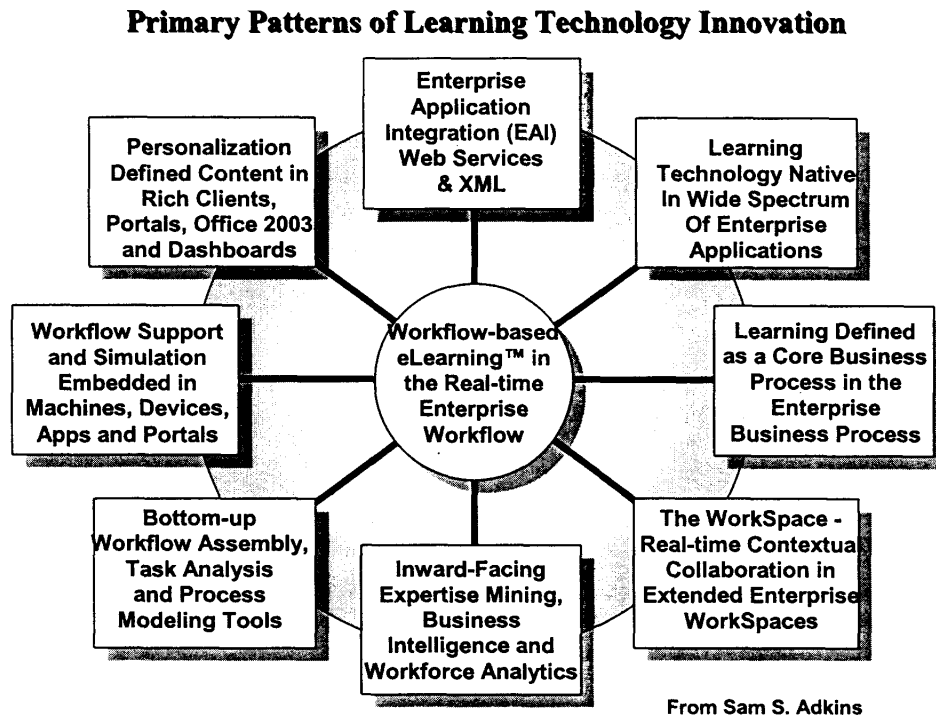 Primary Patterns of Learning Technology Innovation
Enterprise
Application
Integration (EAI)
Web Services
& XML
Personalization
Defined Content in
Rich Clients,
Portals, Office 2003
and Dashboards
Learning
Technology Native
In Wide Spectrum
Of Enterprise
Applications
Workflow Support
and Simulation
Embedded in
Machines, Devices,
Apps and Portals
Workflow-based
eLearning™ in
the Real-time
Enterprise
Workflow
Learning Defined
as a Core Business
Process in the
Enterprise
Business Process
Bottom-up
Workflow Assembly,
Task Analysis
and Process
Modeling Tools
Inward-Facing
Expertise Mining,
Business
Intelligence and
Workforce Analytics
The WorkSpace -
Real-time Contextual
Collaboration in
Extended Enterprise
WorkSpaces
From Sam S. Adkins